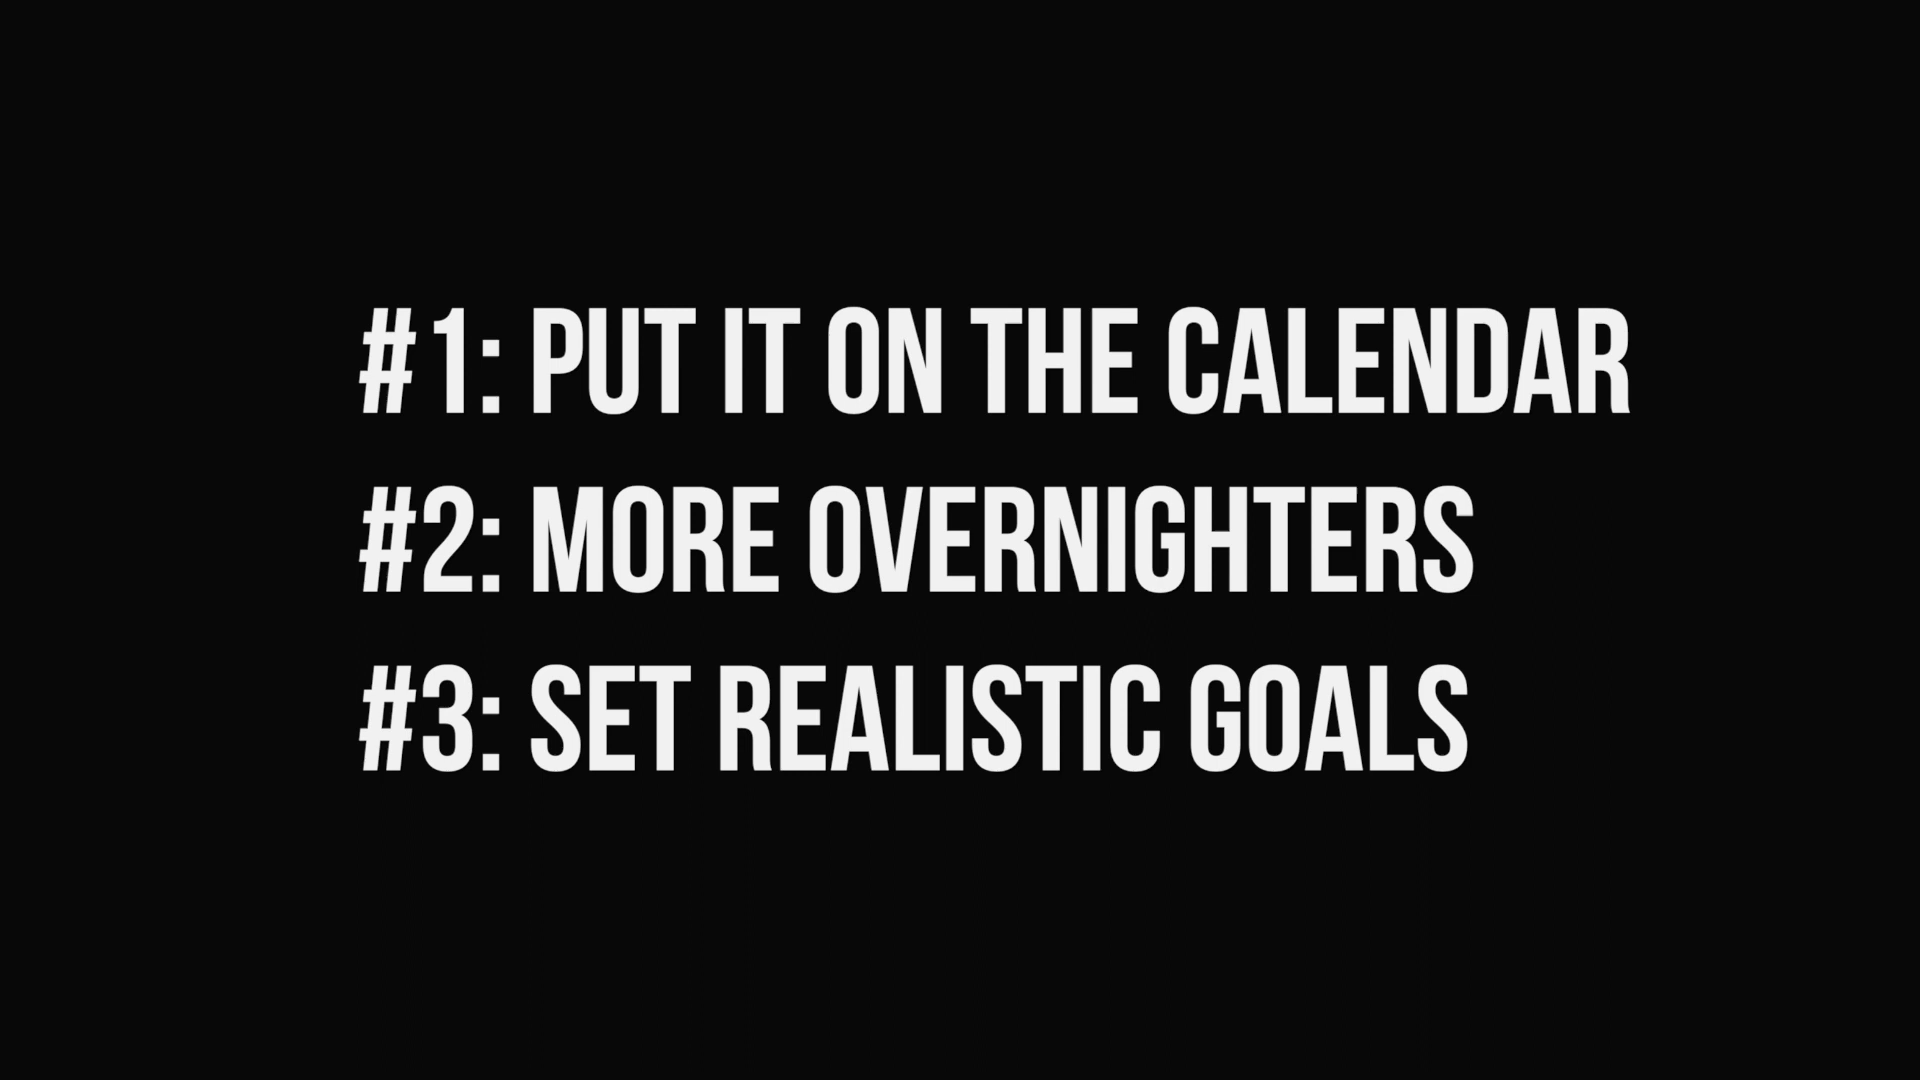 #1: PUT IT ON THE CALENDAR
#2: MORE OVERNIGHTERS
#3: SET REALISTIC GOALS